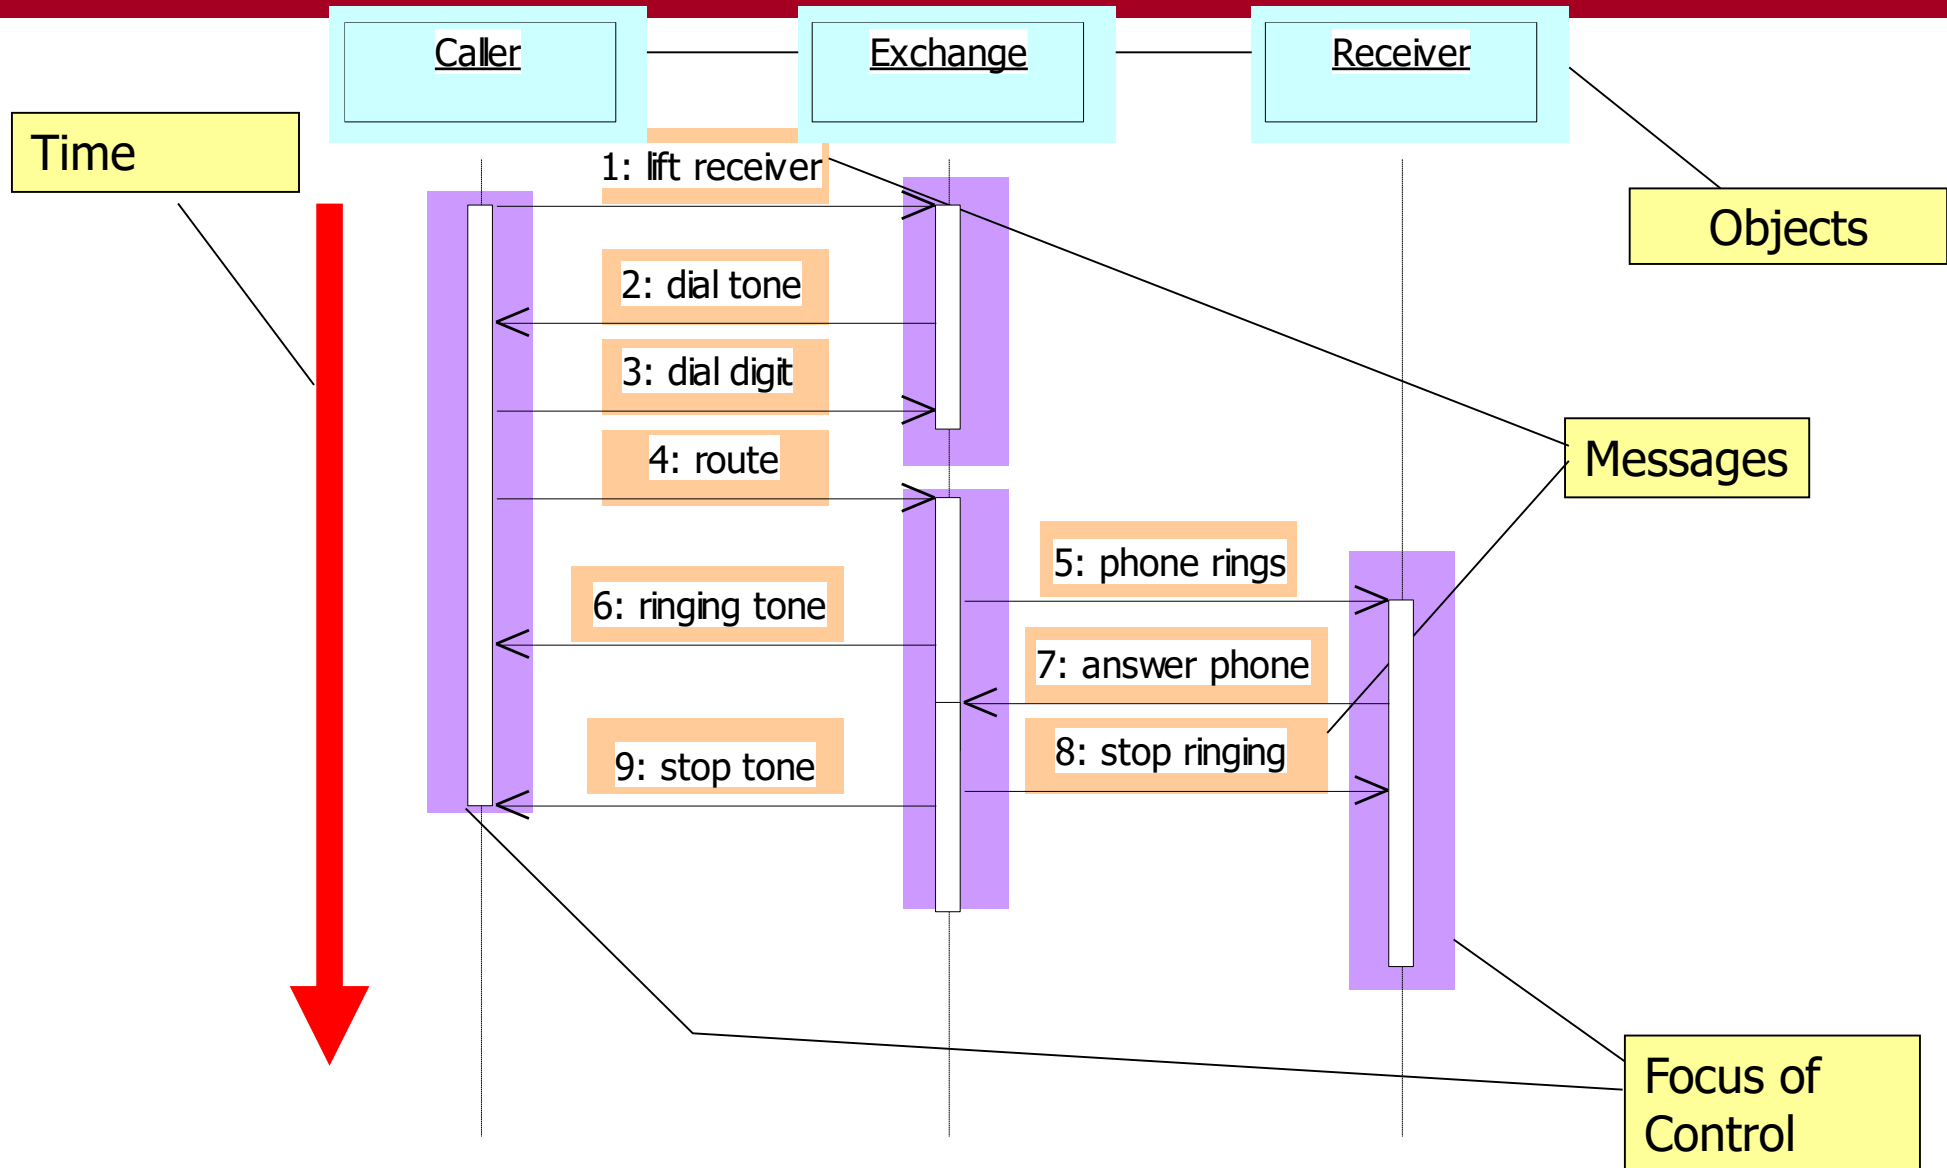 Caller
Exchange
Receiver
Time
1: lift receiver
Objects
2: dial tone
3: dial digit
4: route
Messages
5: phone rings
6: ringing tone
7: answer phone
8: stop ringing
9: stop tone
Focus of
Control